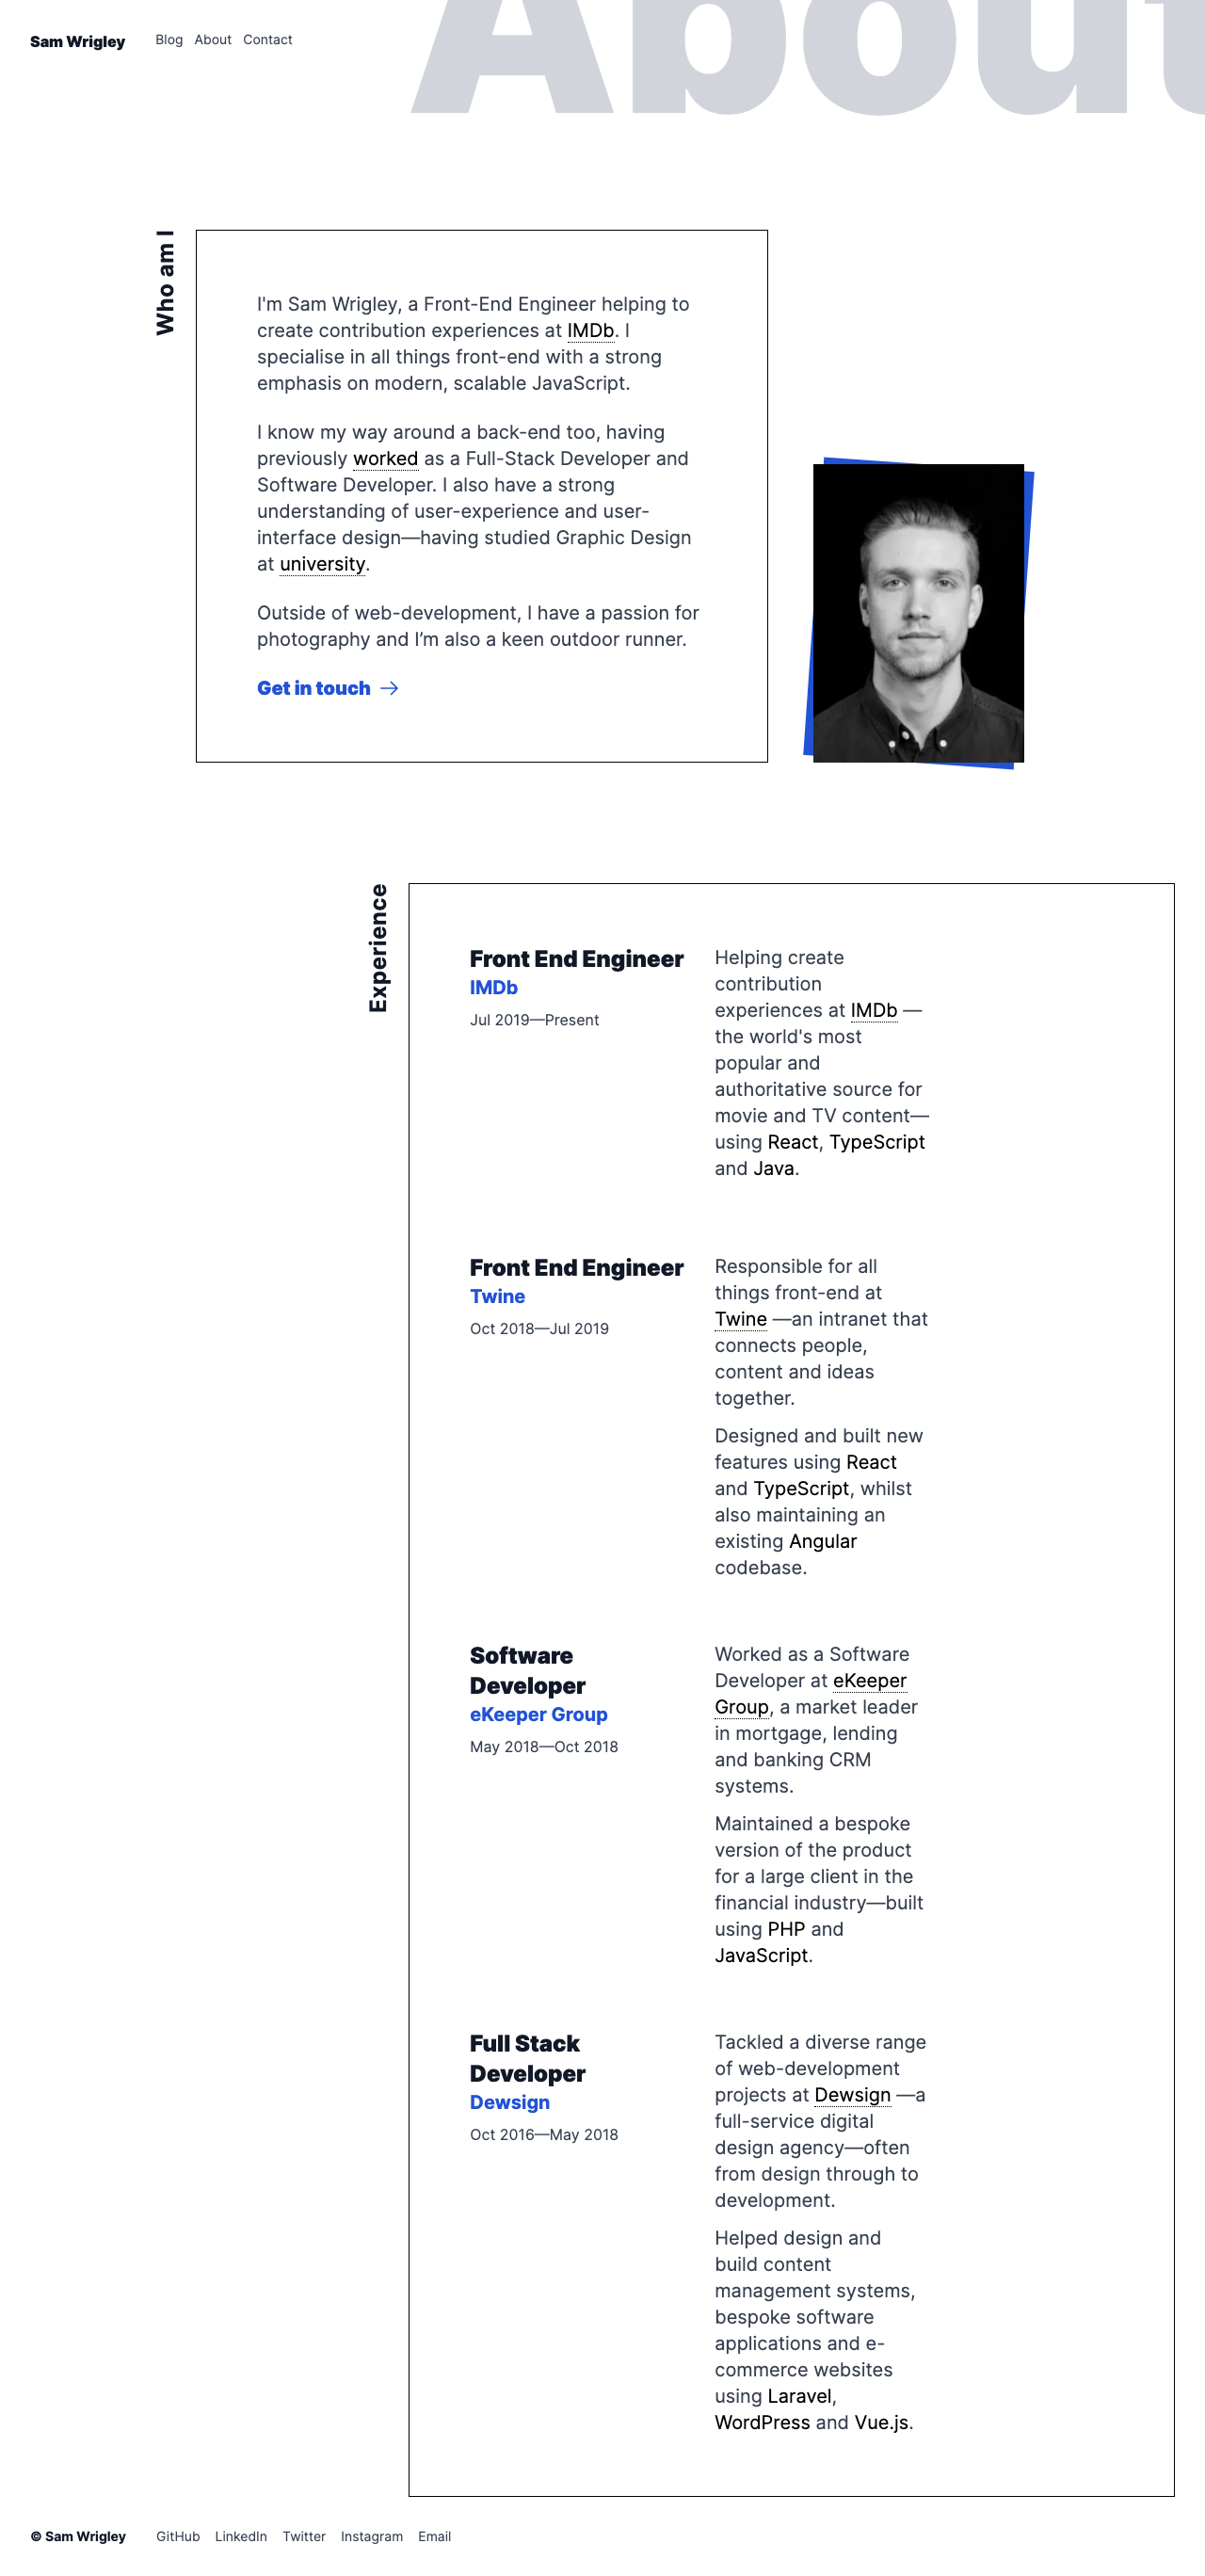 Sam Wrigley
Blog
About
Contact
About
Who am I
I'm Sam Wrigley, a Front-End Engineer helping to
create contribution experiences at IMDb. I
specialise in all things front-end with a strong
emphasis on modern, scalable JavaScript.
I know my way around a back-end too, having
previously worked as a Full-Stack Developer and
Software Developer. I also have a strong
understanding of user-experience and user-
interface design—having studied Graphic Design
at university.
Outside of web-development, I have a passion for
photography and I’m also a keen outdoor runner.
Get in touch →
Experience
Front End Engineer
IMDb
Jul 2019—Present
Helping create
contribution
experiences at IMDb —
the world's most
popular and
authoritative source for
movie and TV content—
using React, TypeScript
and Java.
Front End Engineer
Twine
Oct 2018—Jul 2019
Responsible for all
things front-end at
Twine —an intranet that
connects people,
content and ideas
together.
Designed and built new
features using React
and TypeScript, whilst
also maintaining an
existing Angular
codebase.
Software
Developer
eKeeper Group
May 2018—Oct 2018
Worked as a Software
Developer at eKeeper
Group, a market leader
in mortgage, lending
and banking CRM
systems.
Maintained a bespoke
version of the product
for a large client in the
financial industry—built
using PHP and
JavaScript.
Full Stack
Developer
Dewsign
Oct 2016—May 2018
Tackled a diverse range
of web-development
projects at Dewsign —a
full-service digital
design agency—often
from design through to
development.
Helped design and
build content
management systems,
bespoke software
applications and e-
commerce websites
using Laravel,
WordPress and Vue.js.
© Sam Wrigley
GitHub
LinkedIn
Twitter
Instagram
Email